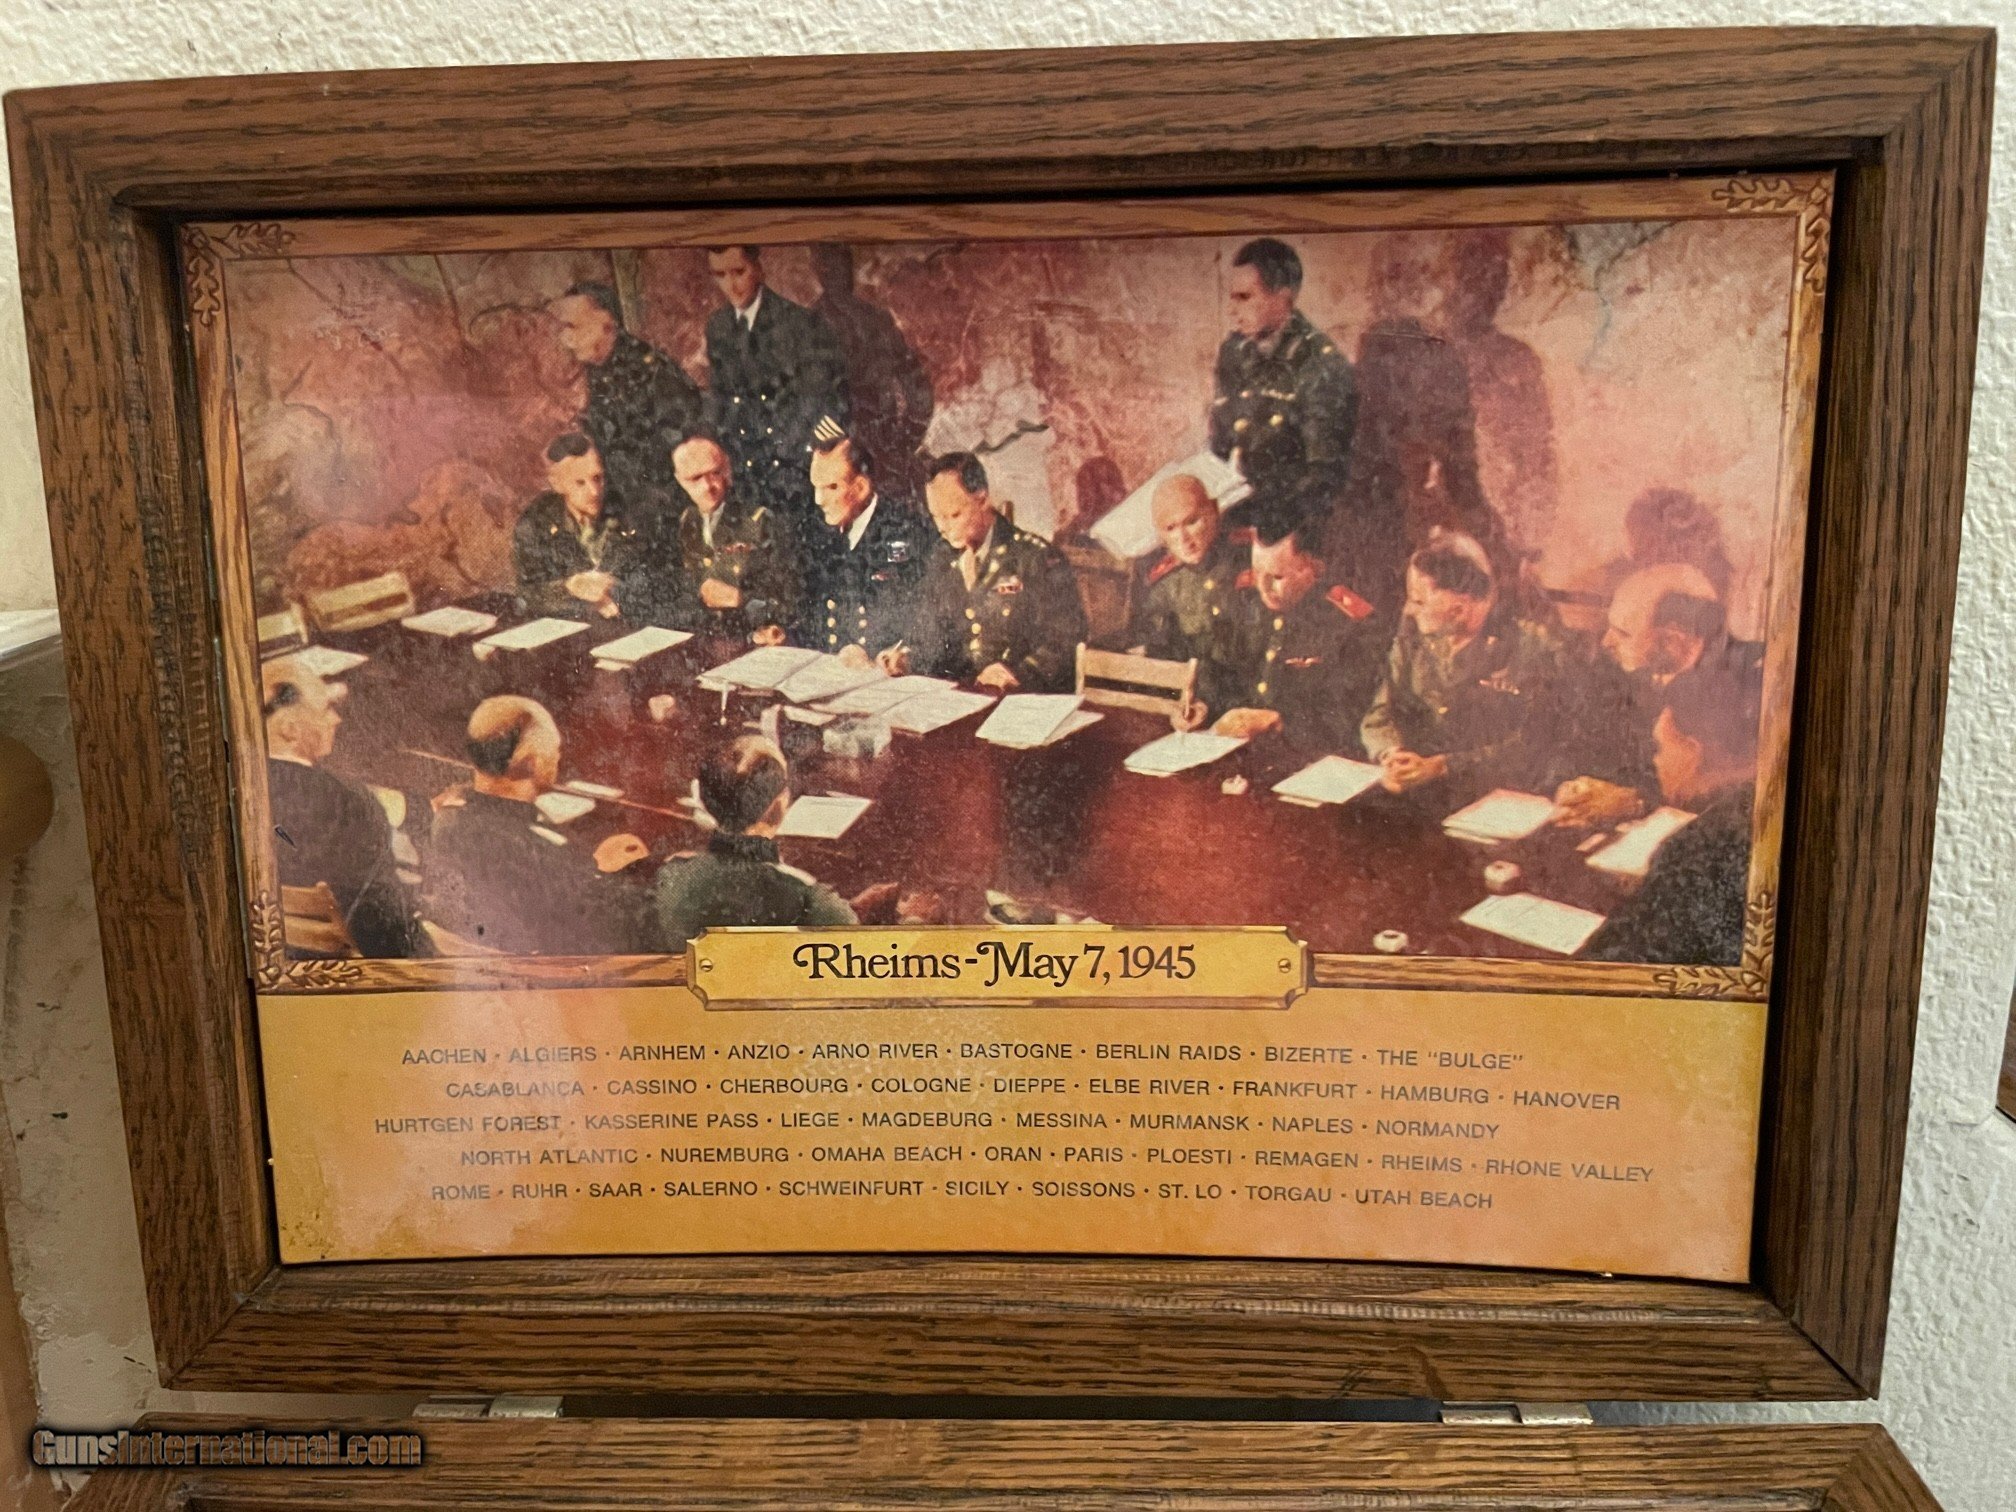 Rheims-May 7, 1945
AACHEN · ALGIERS · ARNHEM · ANZIO · ARNO RIVER · BASTOGNE · BERLIN RAIDS · BIZERTE · THE "BULGE"
CASABLANCA · CASSINO · CHERBOURG · COLOGNE · DIEPPE · ELBE RIVER · FRANKFURT · HAMBURG · HANOVER
HURTGEN FOREST · KASSERINE PASS · LIEGE · MAGDEBURG · MESSINA · MURMANSK · NAPLES · NORMANDY
NORTH ATLANTIC · NUREMBURG · OMAHA BEACH · ORAN · PARIS · PLOESTI · REMAGEN · RHEIMS · RHONE VALLEY
ROME · RUHR · SAAR · SALERNO · SCHWEINFURT · SICILY · SOISSONS · ST. LO · TORGAU · UTAH BEACH
GunsInternational.com